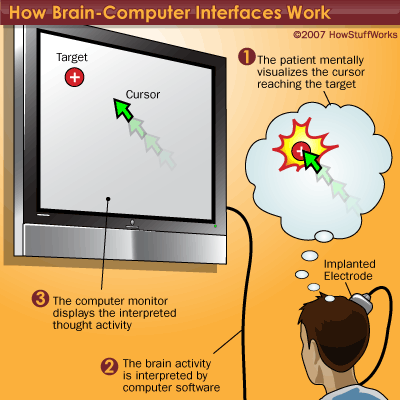 How Brain-Computer Interfaces Work
©2007 HowStuffWorks
1 The patient mentally
visualizes the cursor
reaching the target
Target
Cursor
Implanted
Electrode
3 The computer monitor
displays the interpreted
thought activity
2 The brain activity
is interpreted by
computer software